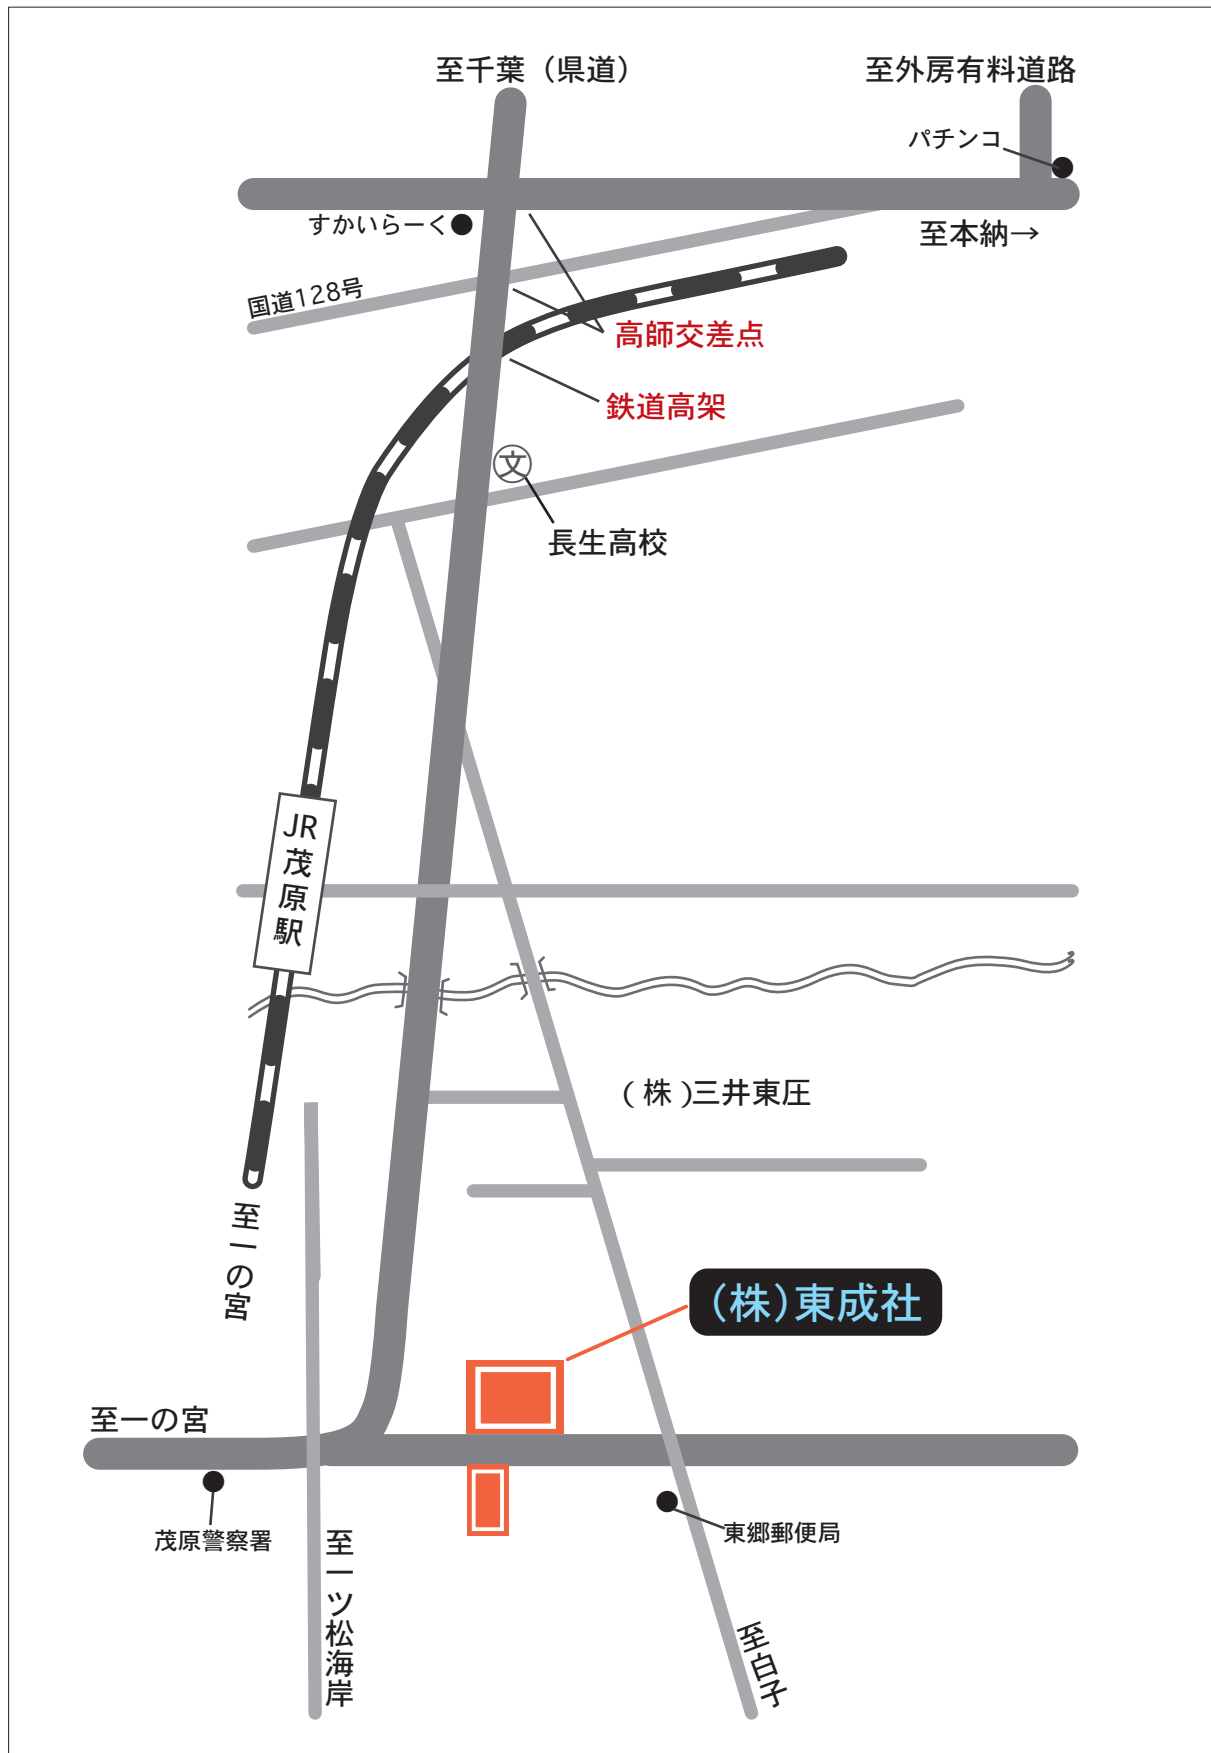 至千葉（県道）
至外房有料道路
パチンコ
すかいらーく
至本納→
国道128号
高師交差点
鉄道高架
文
長生高校
JR茂原駅
（株）三井東圧
至一の宮
（株）東成社
至一の宮
茂原警察署
東郷郵便局
至一ツ松海岸
至白子